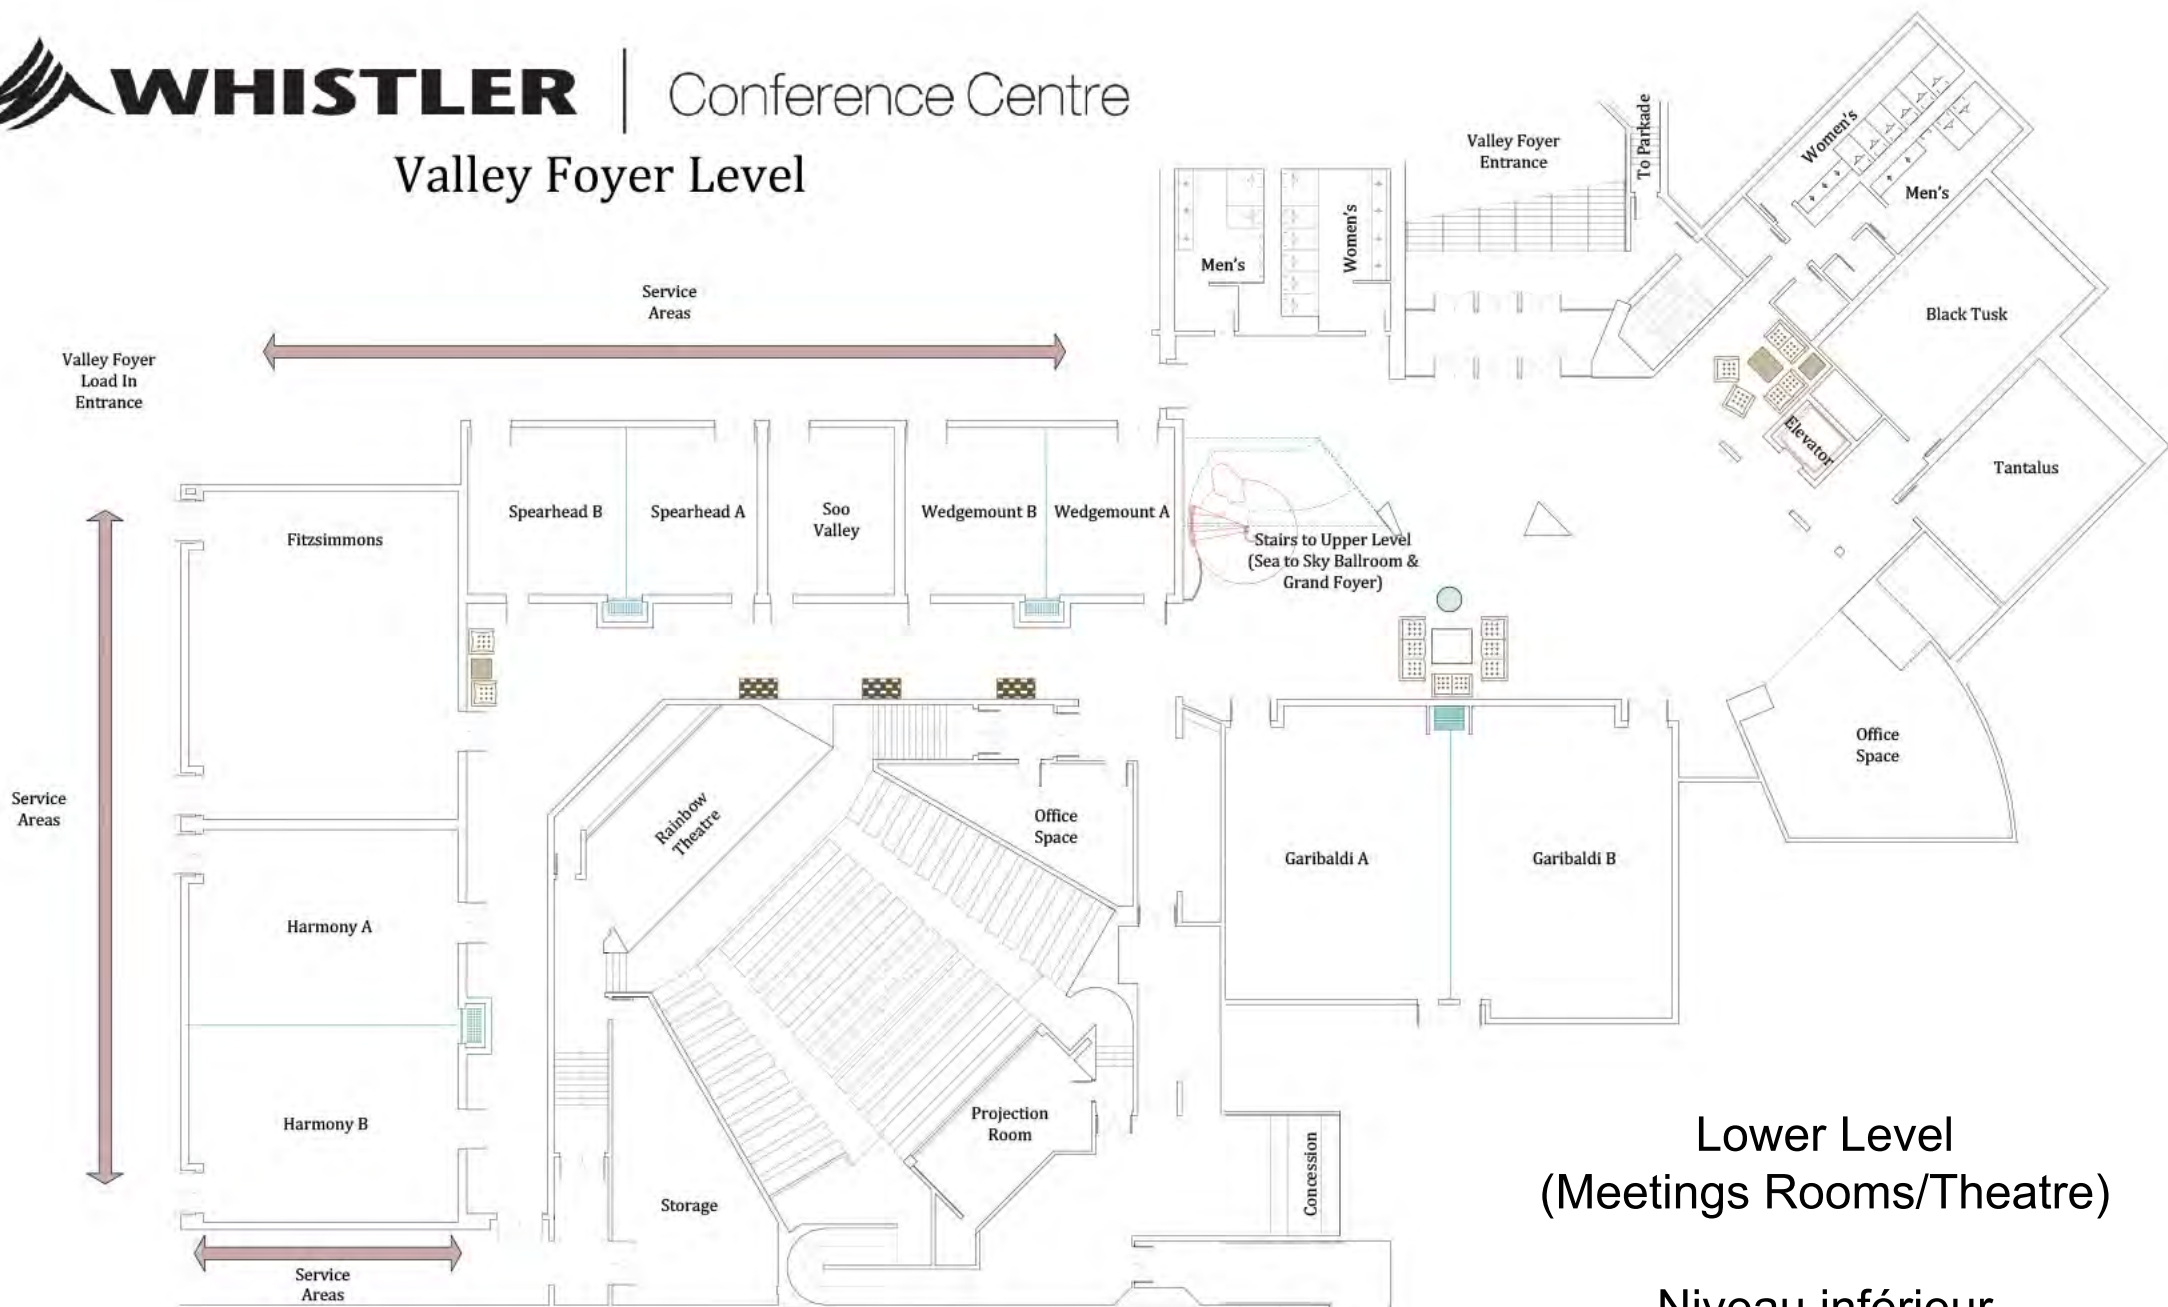 WHISTLER | Conference Centre
Valley Foyer Level
Valley Foyer
Entrance
To Parkade
Women's
Men's
Men's
Women's
Black Tusk
Elevator
Tantalus
Service
Areas
Valley Foyer
Load In
Entrance
Fitzsimmons
Spearhead B
Spearhead A
Soo
Valley
Wedgemount B
Wedgemount A
Stairs to Upper Level
(Sea to Sky Ballroom &
Grand Foyer)
Office
Space
Service
Areas
Rainbow
Theatre
Office
Space
Garibaldi A
Garibaldi B
Harmony A
Harmony B
Projection
Room
Storage
Concession
Service
Areas
Lower Level
(Meetings Rooms/Theatre)
Niveau inférieur